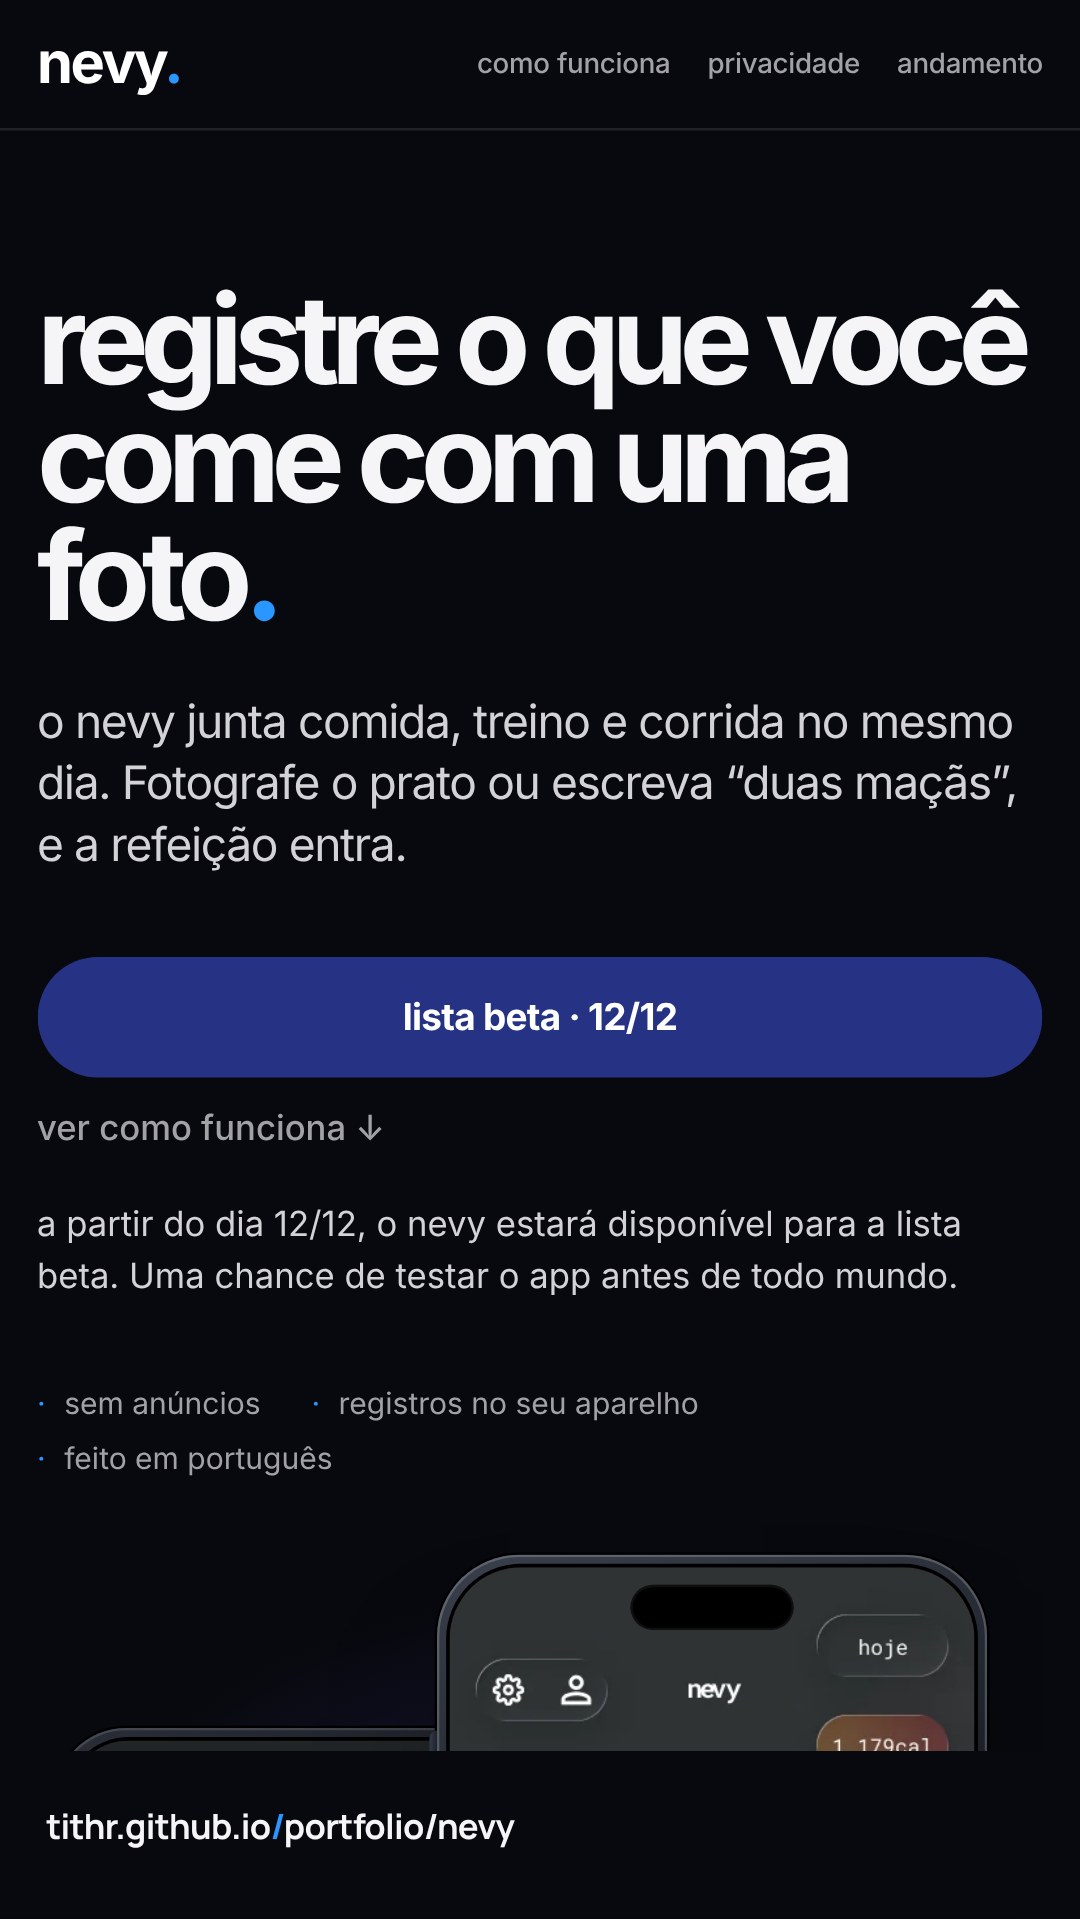 nevy.
como funciona privacidade andamento
registre o que você
come com uma
foto.
o nevy junta comida, treino e corrida no mesmo
dia. Fotografe o prato ou escreva “duas maçãs”,
e a refeição entra.
lista beta · 12/12
ver como funciona ↓
a partir do dia 12/12, o nevy estará disponível para a lista
beta. Uma chance de testar o app antes de todo mundo.
· sem anúncios · registros no seu aparelho
· feito em português
hoje
nevy
1.179cal
tithr.github.io/portfolio/nevy